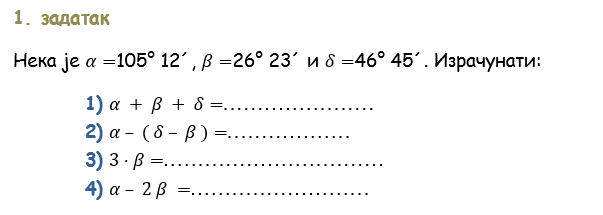 1. задатак
Нека је α =105° 12´ , β =26° 23´ и δ =46° 45´ . Израчунати:
1) α + β + δ =......................
2) α – ( δ – β ) =..................
3) 3 · β =................................
4) α – 2 β =..........................